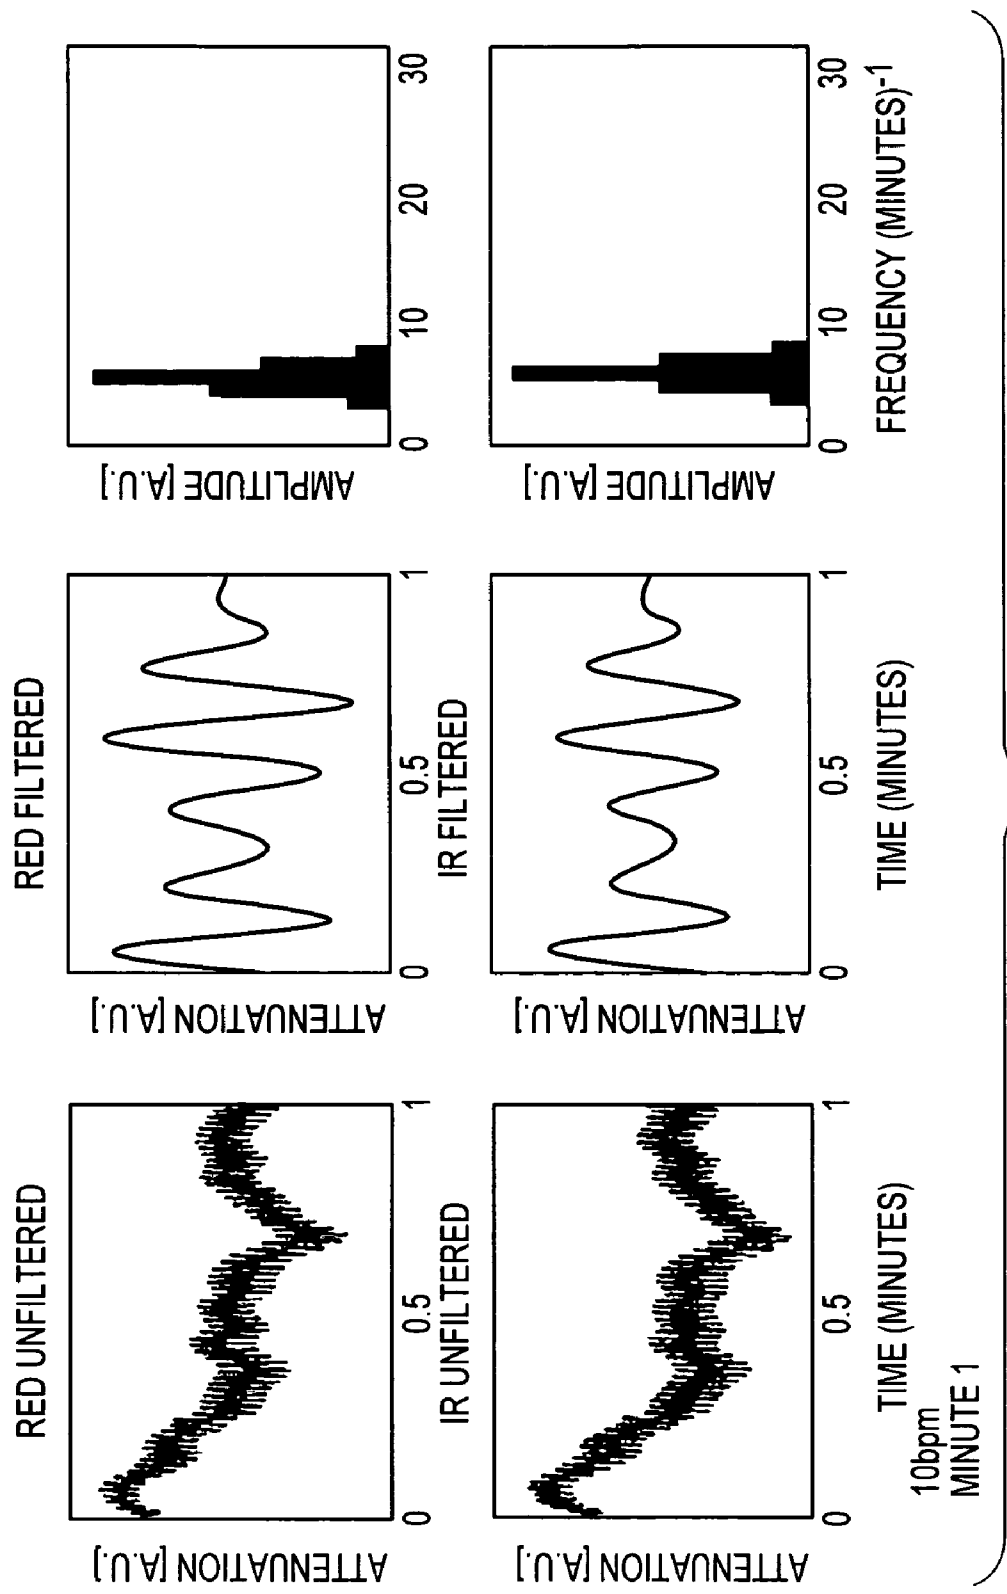 RED UNFILTERED
RED FILTERED
ATTENUATION [A.U.]
0 0.5 1
ATTENUATION [A.U.]
0 0.5 1
AMPLITUDE [A.U.]
0 10 20 30
IR UNFILTERED
IR FILTERED
ATTENUATION [A.U.]
0 0.5 1
ATTENUATION [A.U.]
0 0.5 1
AMPLITUDE [A.U.]
0 10 20 30
TIME (MINUTES)
TIME (MINUTES)
FREQUENCY (MINUTES)-1
10bpm
MINUTE 1